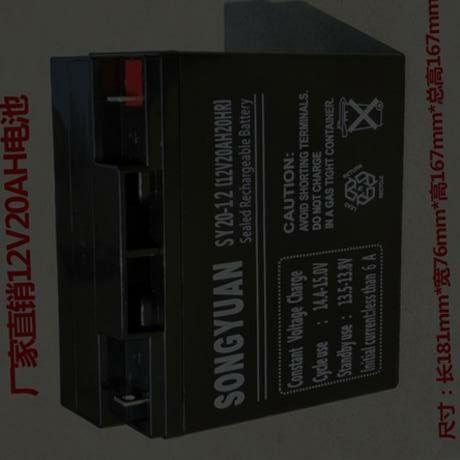 厂家直销12V20AH电池
SONGYUAN
SY20-12 [12V20AH20HR]
Sealed Rechargeable Battery
Constant Voltage Charge
Cycle use : 14.4-15.0V
Standby use : 13.5-13.8V
Initial current:less than 6 A
CAUTION:
AVOID SHORTING TERMINALS.
DO NOT CHARGE
IN A GAS TIGHT CONTAINER.
RECYCLE
Pb
尺寸：长181mm*宽76mm*高167mm*总高167mm